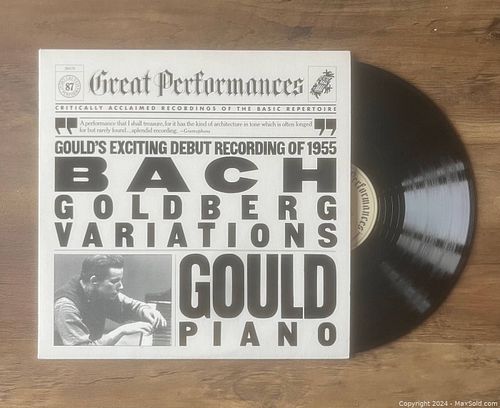 87
Great Performances
CRITICALLY ACCLAIMED RECORDINGS OF THE BASIC REPERTOIRE
"A performance that I shall treasure, for it has the kind of architecture in tone which is often longed
for but rarely found...splendid recording. –Gramophone"
GOULD'S EXCITING DEBUT RECORDING OF 1955
BACH
GOLDBERG
VARIATIONS
GOULD
PIANO
Performances
Copyright 2024 - MaxSold.com